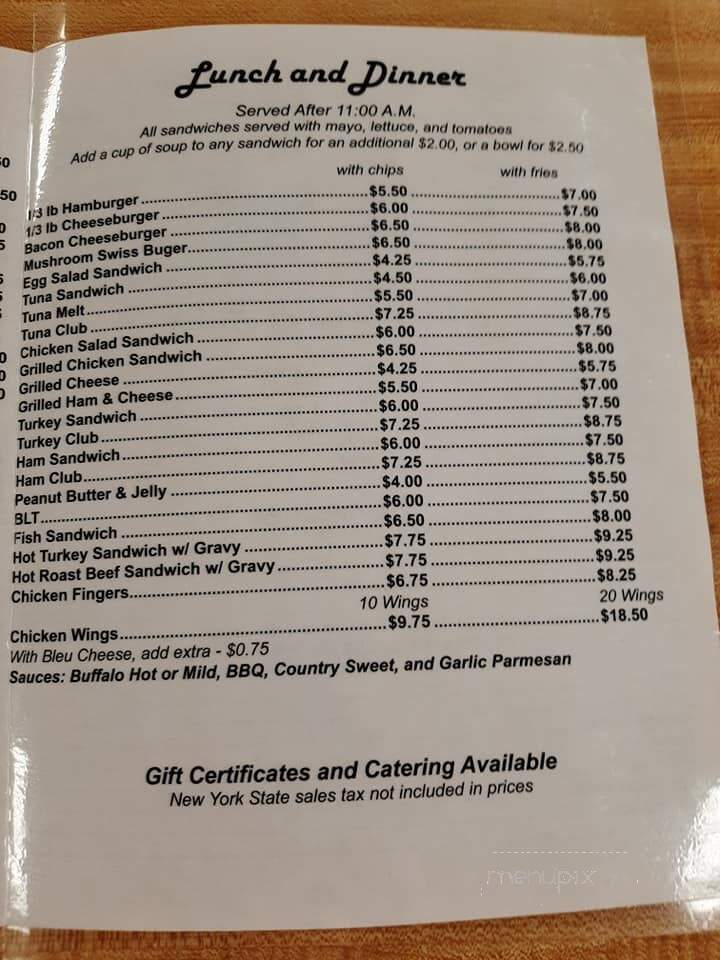 Lunch and Dinner
Served After 11:00 A.M.
All sandwiches served with mayo, lettuce, and tomatoes
Add a cup of soup to any sandwich for an additional $2.00, or a bowl for $2.50
with chips with fries
1/3 lb Hamburger $5.50 $7.00
1/3 lb Cheeseburger $6.00 $7.50
Bacon Cheeseburger $6.50 $8.00
Mushroom Swiss Buger $6.50 $8.00
Egg Salad Sandwich $4.25 $5.75
Tuna Sandwich $4.50 $6.00
Tuna Melt $5.50 $7.00
Tuna Club $7.25 $8.75
Chicken Salad Sandwich $6.00 $7.50
Grilled Chicken Sandwich $6.50 $8.00
Grilled Cheese $4.25 $5.75
Grilled Ham & Cheese $5.50 $7.00
Turkey Sandwich $6.00 $7.50
Turkey Club $7.25 $8.75
Ham Sandwich $6.00 $7.50
Ham Club $7.25 $8.75
Peanut Butter & Jelly $4.00 $5.50
BLT $6.00 $7.50
Fish Sandwich $6.50 $8.00
Hot Turkey Sandwich w/ Gravy $7.75 $9.25
Hot Roast Beef Sandwich w/ Gravy $7.75 $9.25
Chicken Fingers $6.75 $8.25
10 Wings 20 Wings
Chicken Wings $9.75 $18.50
With Bleu Cheese, add extra - $0.75
Sauces: Buffalo Hot or Mild, BBQ, Country Sweet, and Garlic Parmesan
Gift Certificates and Catering Available
New York State sales tax not included in prices
menupix